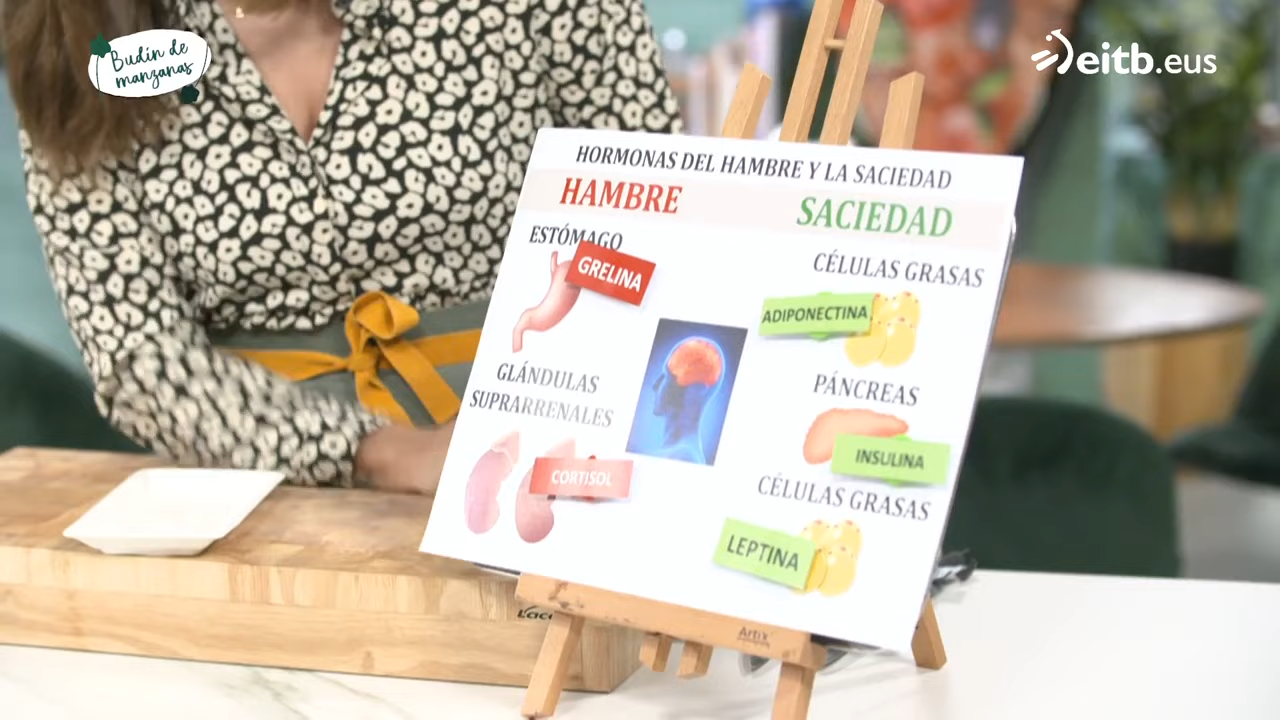 Budín de
manzanas
eitb.eus
HORMONAS DEL HAMBRE Y LA SACIEDAD
HAMBRE
SACIEDAD
ESTÓMAGO
GRELINA
CÉLULAS GRASAS
ADIPONECTINA
GLÁNDULAS
SUPRARRENALES
CORTISOL
PÁNCREAS
INSULINA
CÉLULAS GRASAS
LEPTINA
Artix